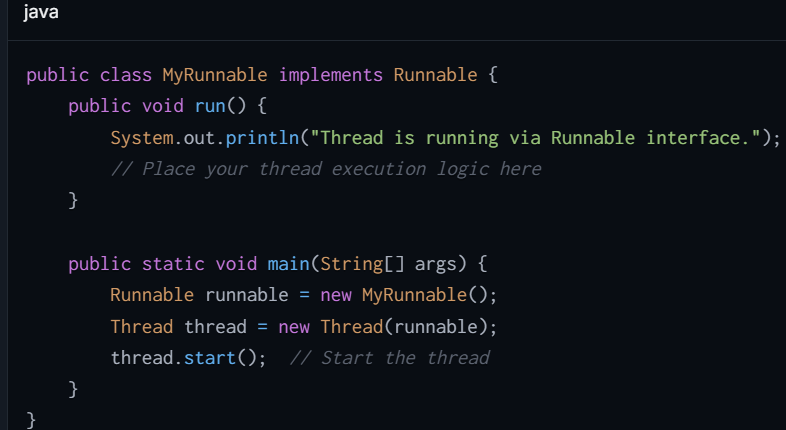 java
public class MyRunnable implements Runnable {
    public void run() {
        System.out.println("Thread is running via Runnable interface.");
        // Place your thread execution logic here
    }

    public static void main(String[] args) {
        Runnable runnable = new MyRunnable();
        Thread thread = new Thread(runnable);
        thread.start();  // Start the thread
    }
}